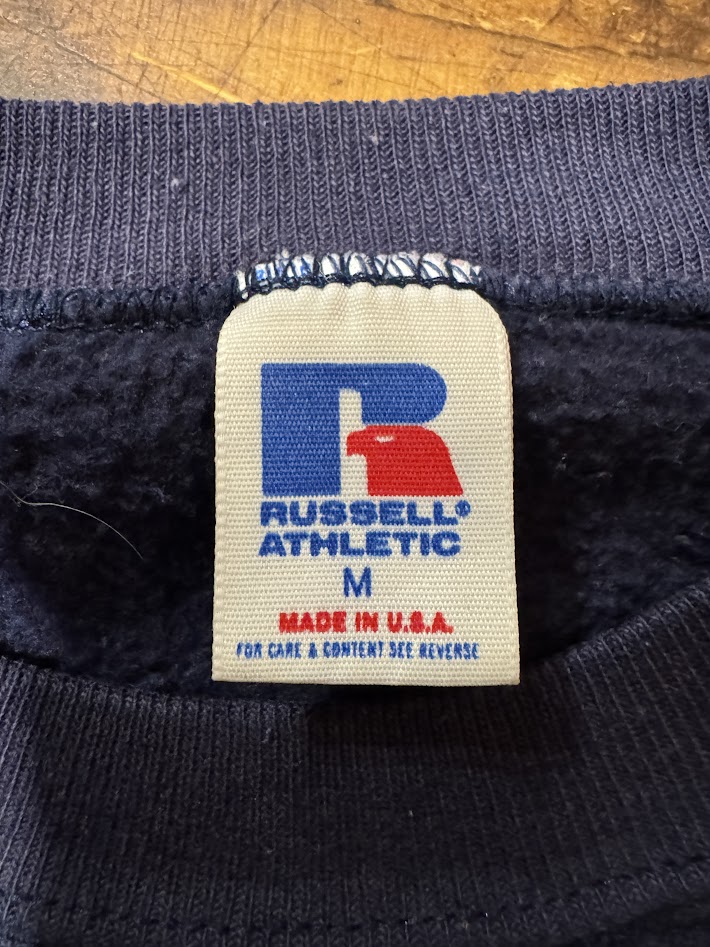 RUSSELL®
ATHLETIC
M
MADE IN U.S.A.
FOR CARE & CONTENT SEE REVERSE